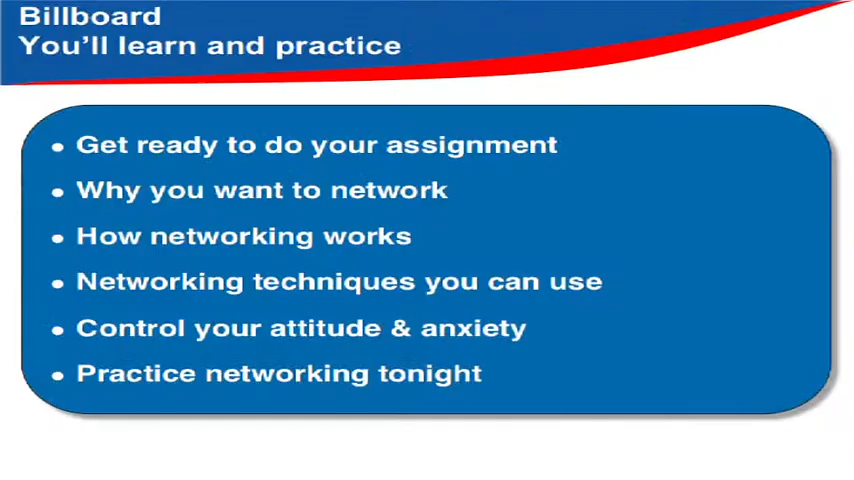 Billboard
You'll learn and practice
• Get ready to do your assignment
• Why you want to network
• How networking works
• Networking techniques you can use
• Control your attitude & anxiety
• Practice networking tonight